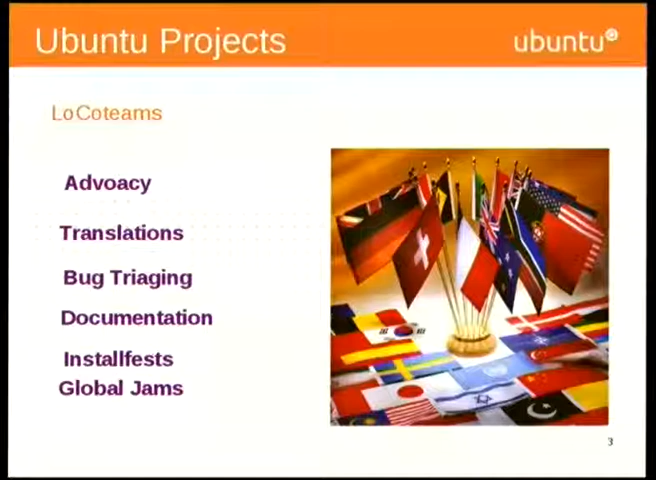 Ubuntu Projects
ubuntu
LoCoteams
Advoacy
Translations
Bug Triaging
Documentation
Installfests
Global Jams
3